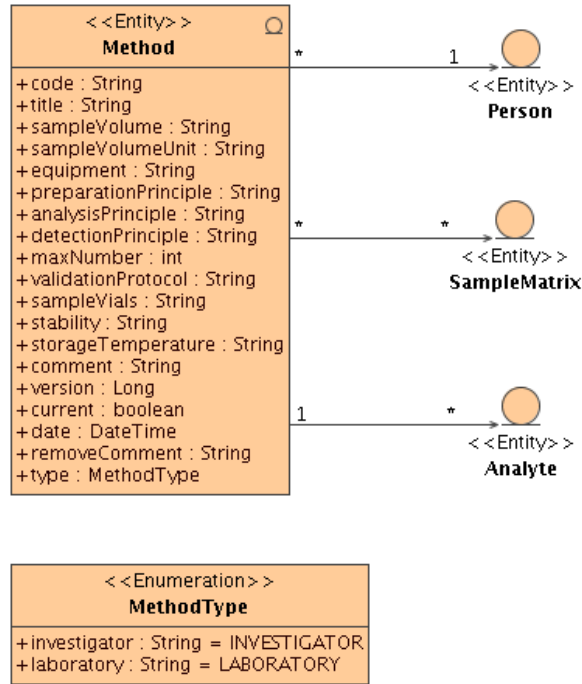 < <Entity> >
Method
+code : String
+title : String
+sampleVolume : String
+sampleVolumeUnit : String
+equipment : String
+preparationPrinciple : String
+analysisPrinciple : String
+detectionPrinciple : String
+maxNumber : int
+validationProtocol : String
+sampleVials : String
+stability : String
+storageTemperature : String
+comment : String
+version : Long
+current : boolean
+date : DateTime
+removeComment : String
+type : MethodType
* 1
< <Entity> >
Person
* *
< <Entity> >
SampleMatrix
1 *
< <Entity> >
Analyte
< <Enumeration> >
MethodType
+investigator : String = INVESTIGATOR
+laboratory : String = LABORATORY